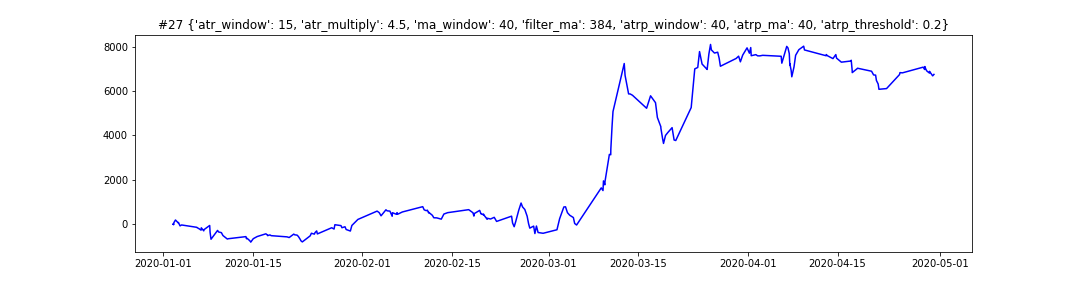 #27 {'atr_window': 15, 'atr_multiply': 4.5, 'ma_window': 40, 'filter_ma': 384, 'atrp_window': 40, 'atrp_ma': 40, 'atrp_threshold': 0.2}
8000
6000
4000
2000
0
2020-01-01 2020-01-15 2020-02-01 2020-02-15 2020-03-01 2020-03-15 2020-04-01 2020-04-15 2020-05-01